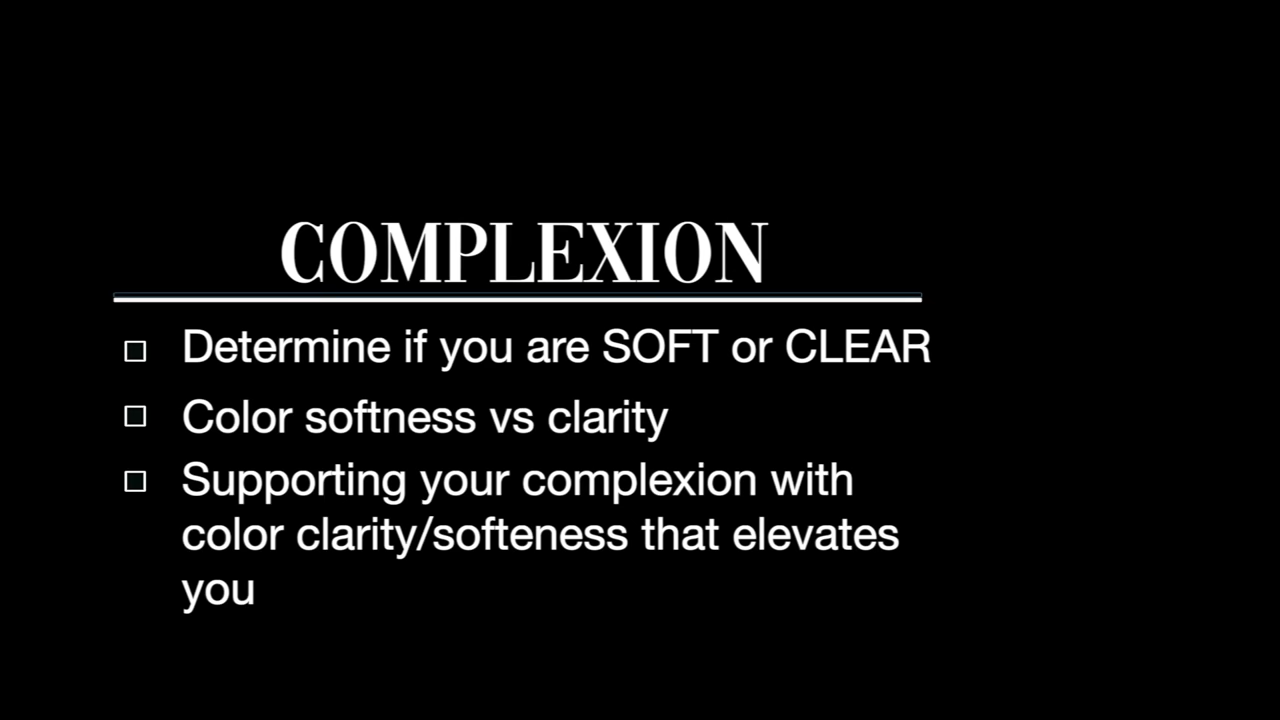 COMPLEXION
Determine if you are SOFT or CLEAR
Color softness vs clarity
Supporting your complexion with
color clarity/softeness that elevates
you